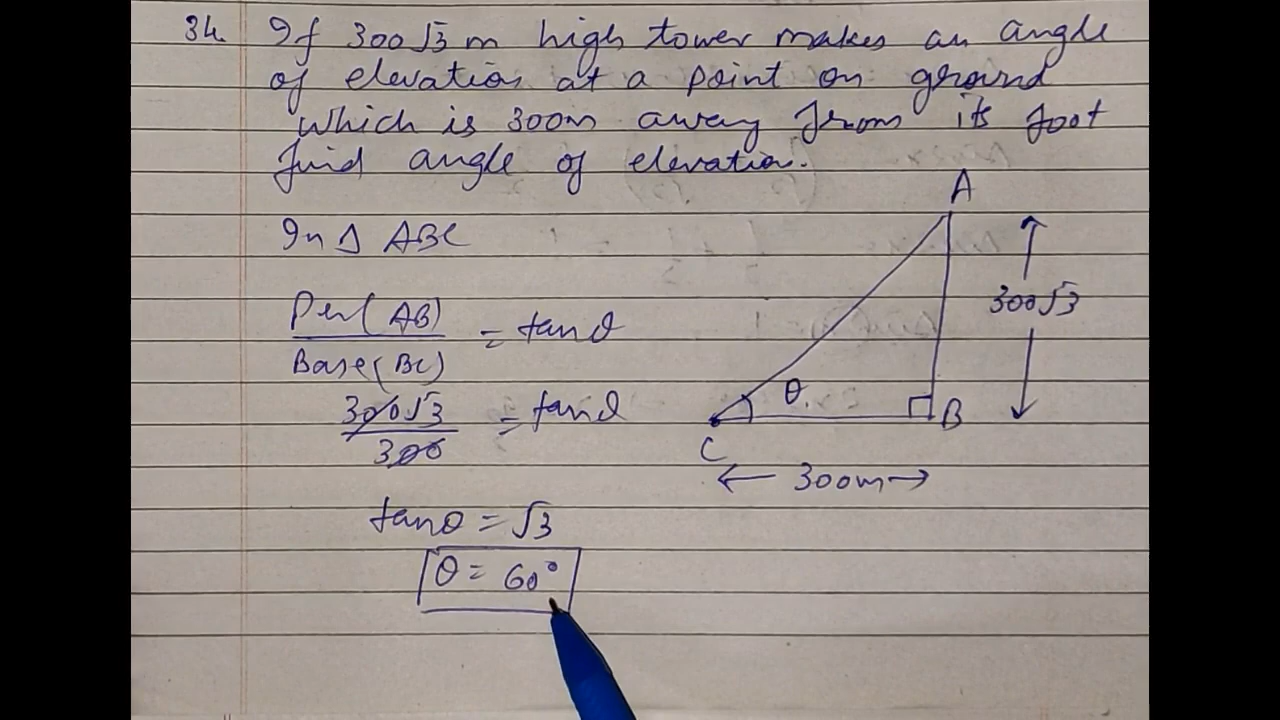 34. If 300√3 m high tower makes an angle
of elevation at a point on ground
which is 300m away from its foot
find angle of elevation.
In Δ ABC
Per(AB)
Base(BC)
= tanθ
300√3
300
= tanθ
tanθ = √3
θ = 60°
A
300√3
θ
B
C
300m